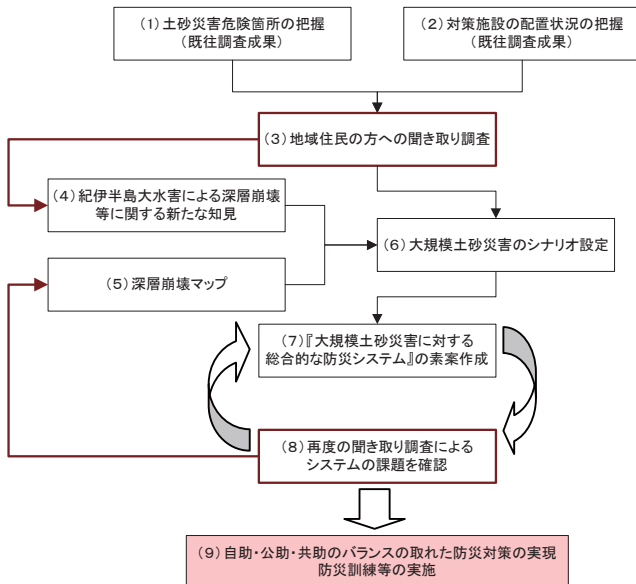 (1)土砂災害危険箇所の把握
(既往調査成果)
(2)対策施設の配置状況の把握
(既往調査成果)
(3)地域住民の方への聞き取り調査
(4)紀伊半島大水害による深層崩壊
等に関する新たな知見
(5)深層崩壊マップ
(6)大規模土砂災害のシナリオ設定
(7)『大規模土砂災害に対する
総合的な防災システム』の素案作成
(8)再度の聞き取り調査による
システムの課題を確認
(9)自助・公助・共助のバランスの取れた防災対策の実現
防災訓練等の実施